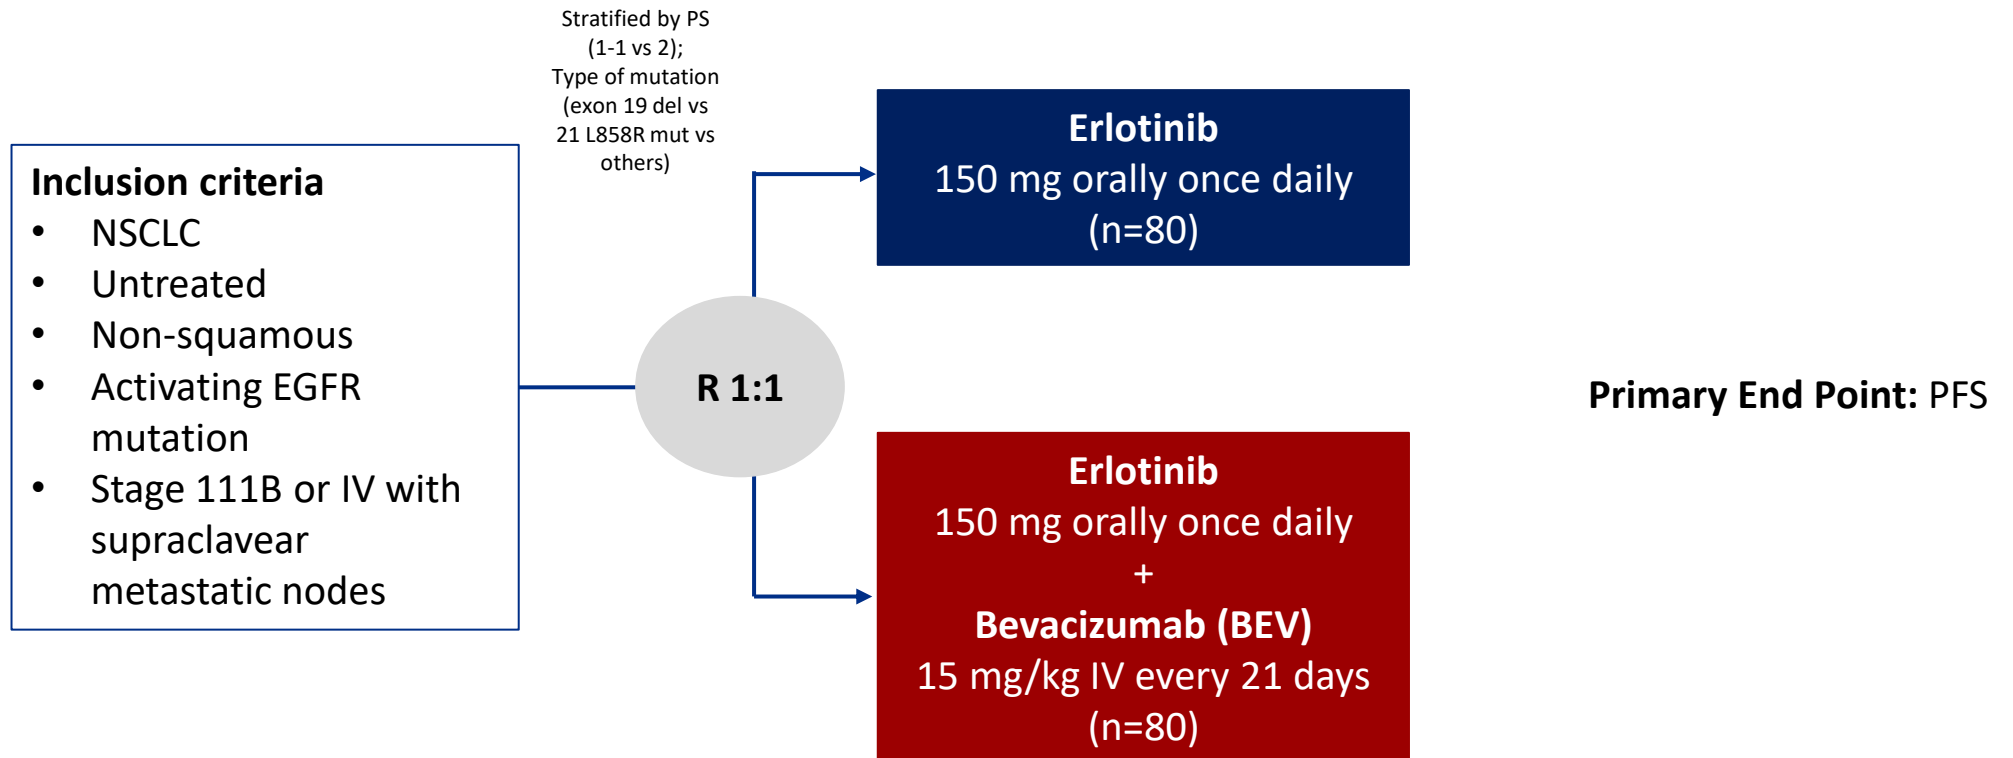 Stratified by PS
(1-1 vs 2);
Type of mutation
(exon 19 del vs
21 L858R mut vs
others)
Inclusion criteria
• NSCLC
• Untreated
• Non-squamous
• Activating EGFR
mutation
• Stage 111B or IV with
supraclavear
metastatic nodes
R 1:1
Erlotinib
150 mg orally once daily
(n=80)
Erlotinib
150 mg orally once daily
+
Bevacizumab (BEV)
15 mg/kg IV every 21 days
(n=80)
Primary End Point: PFS